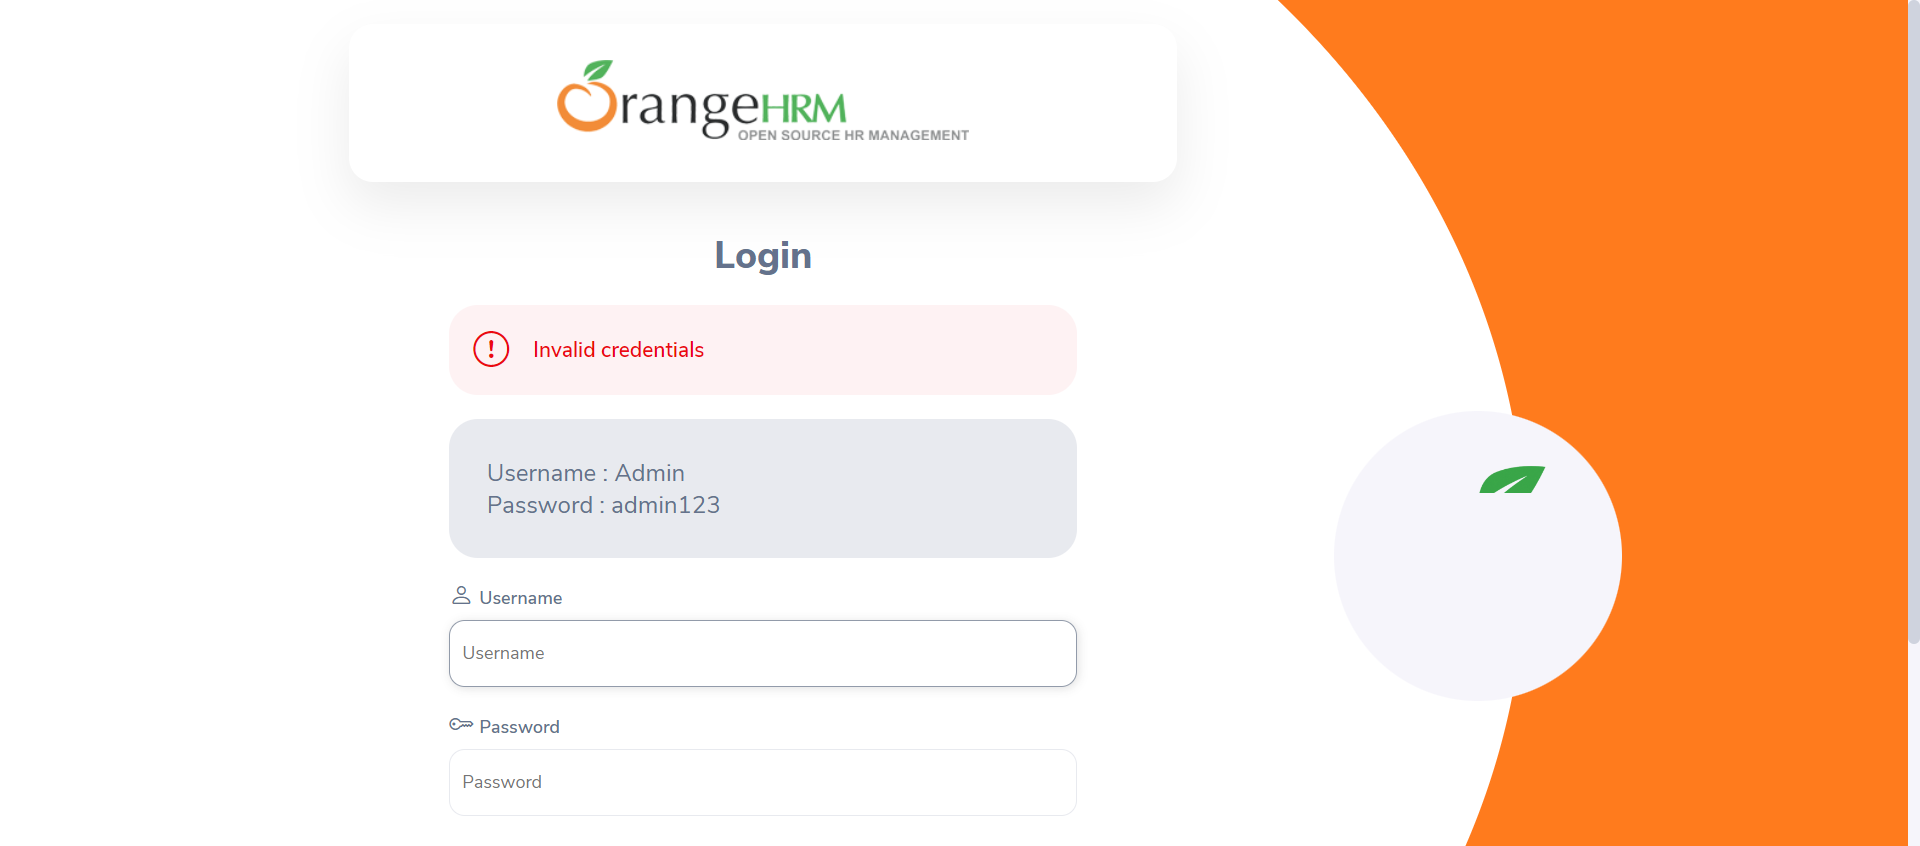 OrangeHRM
OPEN SOURCE HR MANAGEMENT
Login
Invalid credentials
Username : Admin
Password : admin123
Username
Username
Password
Password